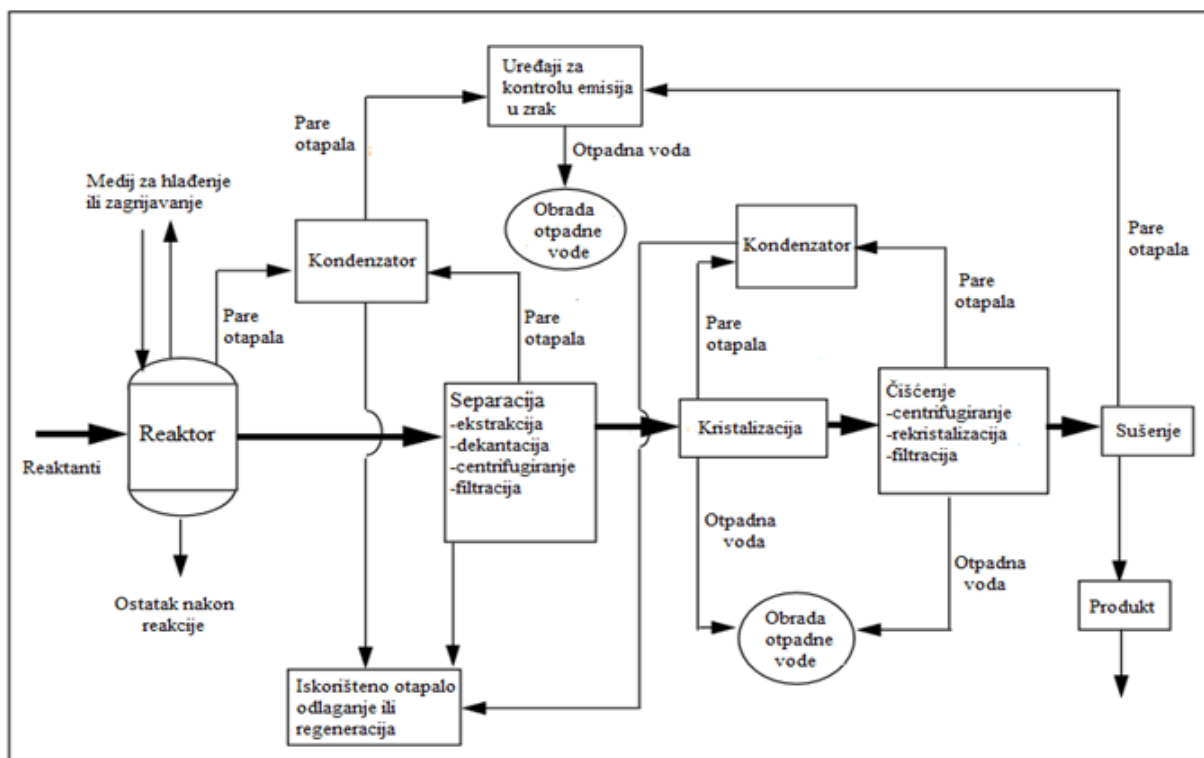 Uređaji za
kontrolu emisija
u zrak
Pare
otapala
Otpadna voda
Medij za hlađenje
ili zagrijavanje
Obrada
otpadne
vode
Kondenzator
Kondenzator
Pare
otapala
Pare
otapala
Pare
otapala
Pare
otapala
Pare
otapala
Reaktanti
Reaktor
Separacija
-ekstrakcija
-dekantacija
-centrifugiranje
-filtracija
Kristalizacija
Čišćenje
-centrifugiranje
-rekristalizacija
-filtracija
Sušenje
Otpadna
voda
Otpadna
voda
Ostatak nakon
reakcije
Obrada
otpadne
vode
Produkt
Iskorišteno otapalo
odlaganje ili
regeneracija